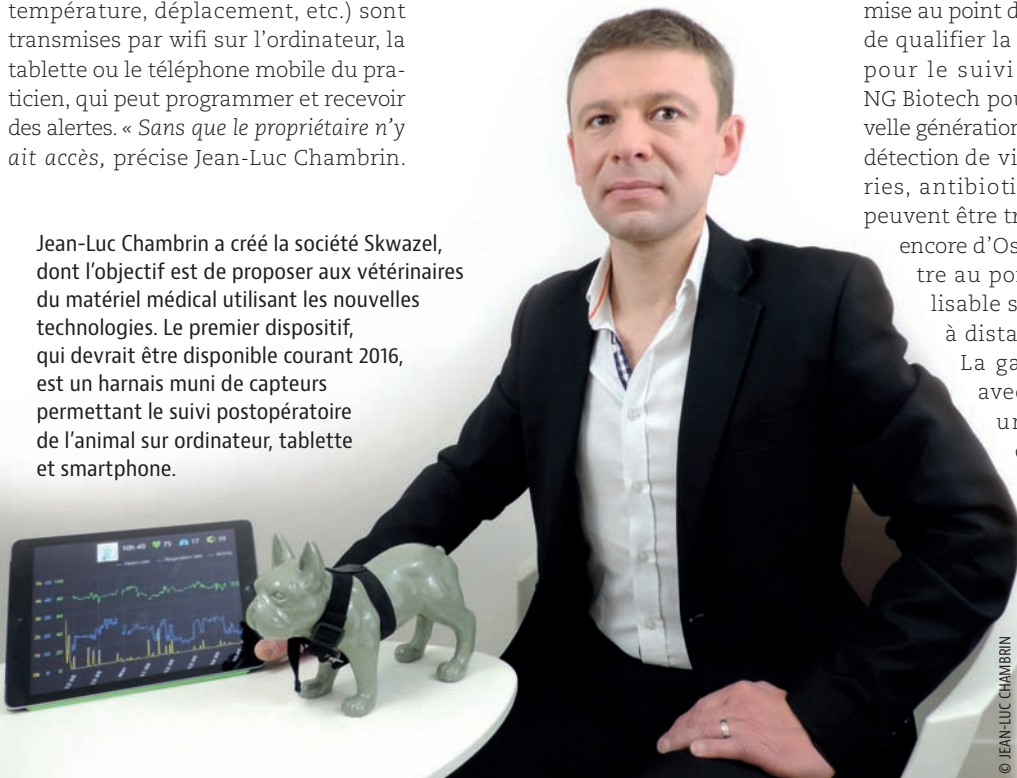 température, déplacement, etc.) sont
transmises par wifi sur l'ordinateur, la
tablette ou le téléphone mobile du pra-
ticien, qui peut programmer et recevoir
des alertes. « Sans que le propriétaire n'y
ait accès, précise Jean-Luc Chambrin.
Jean-Luc Chambrin a créé la société Skwazel,
dont l'objectif est de proposer aux vétérinaires
du matériel médical utilisant les nouvelles
technologies. Le premier dispositif,
qui devrait être disponible courant 2016,
est un harnais muni de capteurs
permettant le suivi postopératoire
de l'animal sur ordinateur, tablette
et smartphone.
mise au point d
de qualifier la
pour le suivi
NG Biotech pou
velle génération
détection de vi
ries, antibioti
peuvent être tr
encore d'Os
tre au poi
lisable s
à dista
La ga
avec
un
10h 40 75 17 19
© JEAN-LUC CHAMBRIN